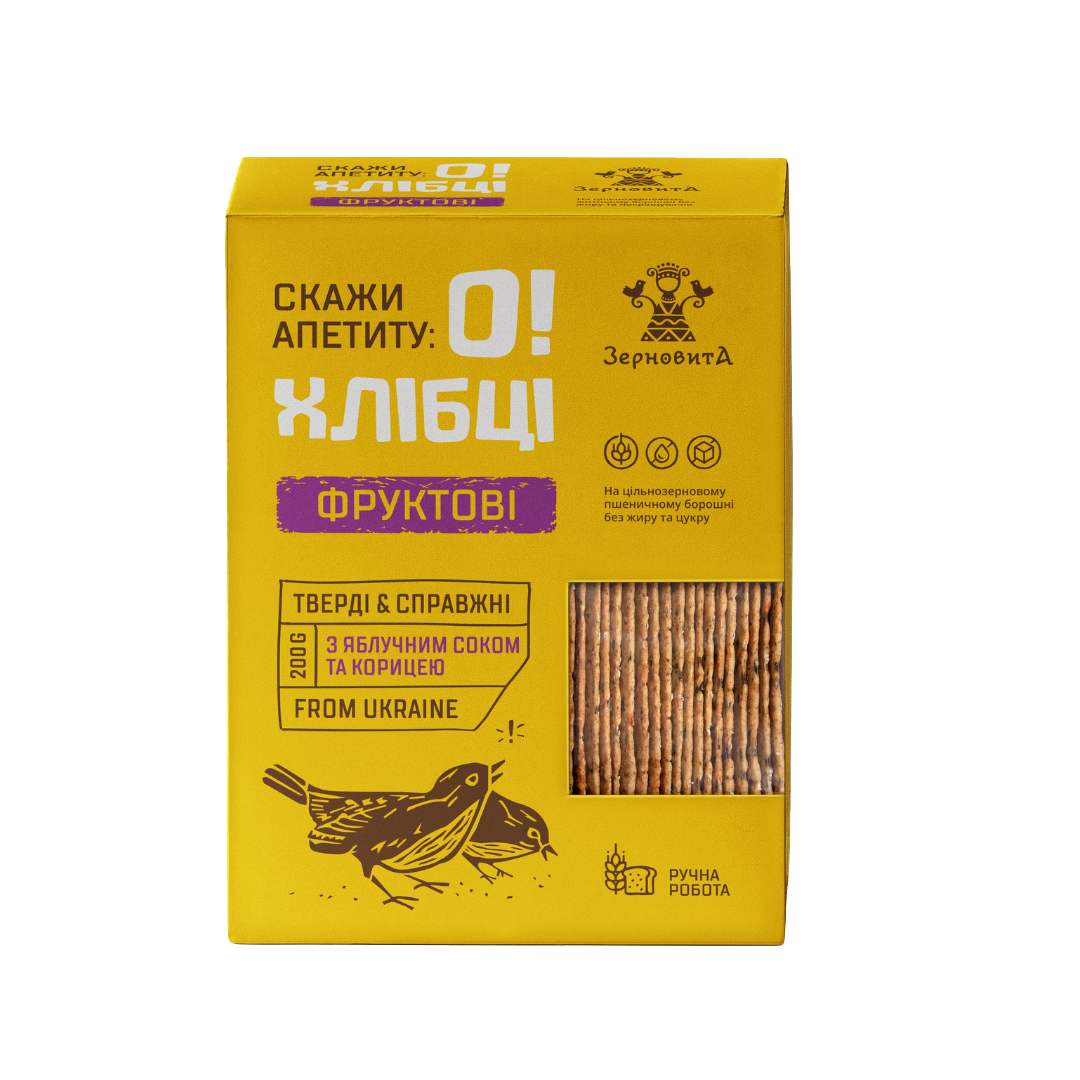 СКАЖИ
АПЕТИТУ: О!
ХЛІБЦІ
ФРУКТОВІ
ЗерновитА
СКАЖИ
АПЕТИТУ: О!
ХЛІБЦІ
ФРУКТОВІ
ТВЕРДІ & СПРАВЖНІ
200G
З ЯБЛУЧНИМ СОКОМ
ТА КОРИЦЕЮ
FROM UKRAINE
!
ЗерновитА
На цільнозерновому
пшеничному борошні
без жиру та цукру
РУЧНА
РОБОТА